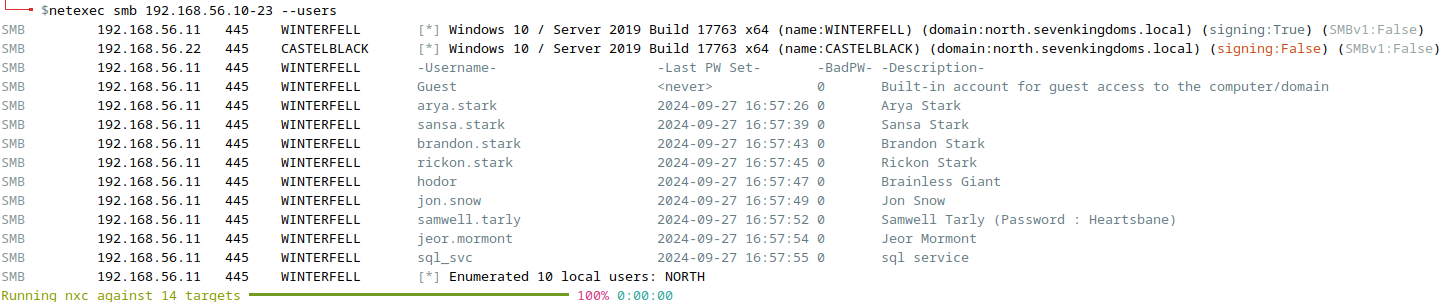 $netexec smb 192.168.56.10-23 --users
SMB 192.168.56.11 445 WINTERFELL [*] Windows 10 / Server 2019 Build 17763 x64 (name:WINTERFELL) (domain:north.sevenkingdoms.local) (signing:True) (SMBv1:False)
SMB 192.168.56.22 445 CASTELBLACK [*] Windows 10 / Server 2019 Build 17763 x64 (name:CASTELBLACK) (domain:north.sevenkingdoms.local) (signing:False) (SMBv1:False)
SMB 192.168.56.11 445 WINTERFELL -Username- -Last PW Set- -BadPW- -Description-
SMB 192.168.56.11 445 WINTERFELL Guest <never> 0 Built-in account for guest access to the computer/domain
SMB 192.168.56.11 445 WINTERFELL arya.stark 2024-09-27 16:57:26 0 Arya Stark
SMB 192.168.56.11 445 WINTERFELL sansa.stark 2024-09-27 16:57:39 0 Sansa Stark
SMB 192.168.56.11 445 WINTERFELL brandon.stark 2024-09-27 16:57:43 0 Brandon Stark
SMB 192.168.56.11 445 WINTERFELL rickon.stark 2024-09-27 16:57:45 0 Rickon Stark
SMB 192.168.56.11 445 WINTERFELL hodor 2024-09-27 16:57:47 0 Brainless Giant
SMB 192.168.56.11 445 WINTERFELL jon.snow 2024-09-27 16:57:49 0 Jon Snow
SMB 192.168.56.11 445 WINTERFELL samwell.tarly 2024-09-27 16:57:52 0 Samwell Tarly (Password : Heartsbane)
SMB 192.168.56.11 445 WINTERFELL jeor.mormont 2024-09-27 16:57:54 0 Jeor Mormont
SMB 192.168.56.11 445 WINTERFELL sql_svc 2024-09-27 16:57:55 0 sql service
SMB 192.168.56.11 445 WINTERFELL [*] Enumerated 10 local users: NORTH
Running nxc against 14 targets 100% 0:00:00